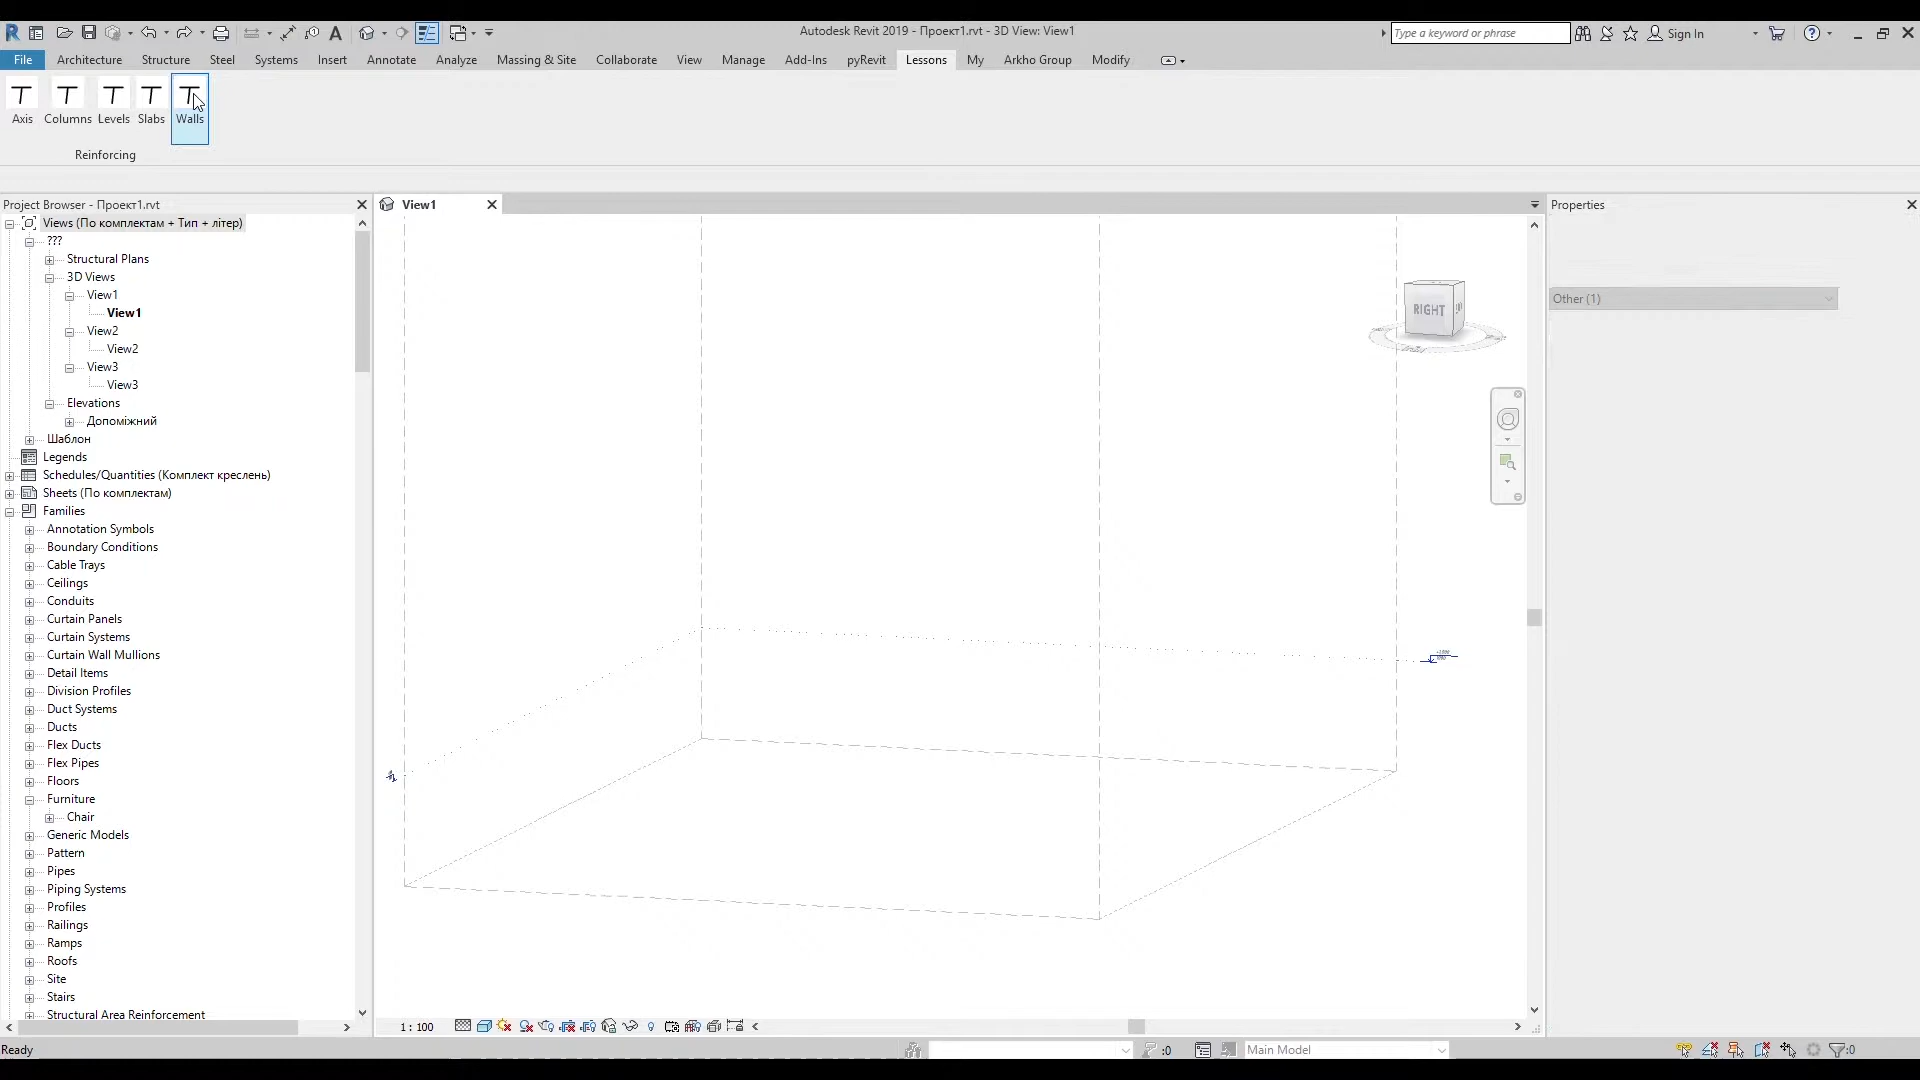 Autodesk Revit 2019 - Проект1.rvt - 3D View: View1
Type a keyword or phrase
Sign In
File Architecture Structure Steel Systems Insert Annotate Analyze Massing & Site Collaborate View Manage Add-Ins pyRevit Lessons My Arkho Group Modify
Axis Columns Levels Slabs Walls
Reinforcing
Project Browser - Проект1.rvt
Views (По комплектам + Тип + літер)
???
Structural Plans
3D Views
View1
View1
View2
View2
View3
View3
Elevations
Допоміжний
Шаблон
Legends
Schedules/Quantities (Комплект креслень)
Sheets (По комплектам)
Families
Annotation Symbols
Boundary Conditions
Cable Trays
Ceilings
Conduits
Curtain Panels
Curtain Systems
Curtain Wall Mullions
Detail Items
Division Profiles
Duct Systems
Ducts
Flex Ducts
Flex Pipes
Floors
Furniture
Chair
Generic Models
Pattern
Pipes
Piping Systems
Profiles
Railings
Ramps
Roofs
Site
Stairs
Structural Area Reinforcement
View1
RIGHT
Properties
Other (1)
1 : 100
Ready
:0
Main Model
:0